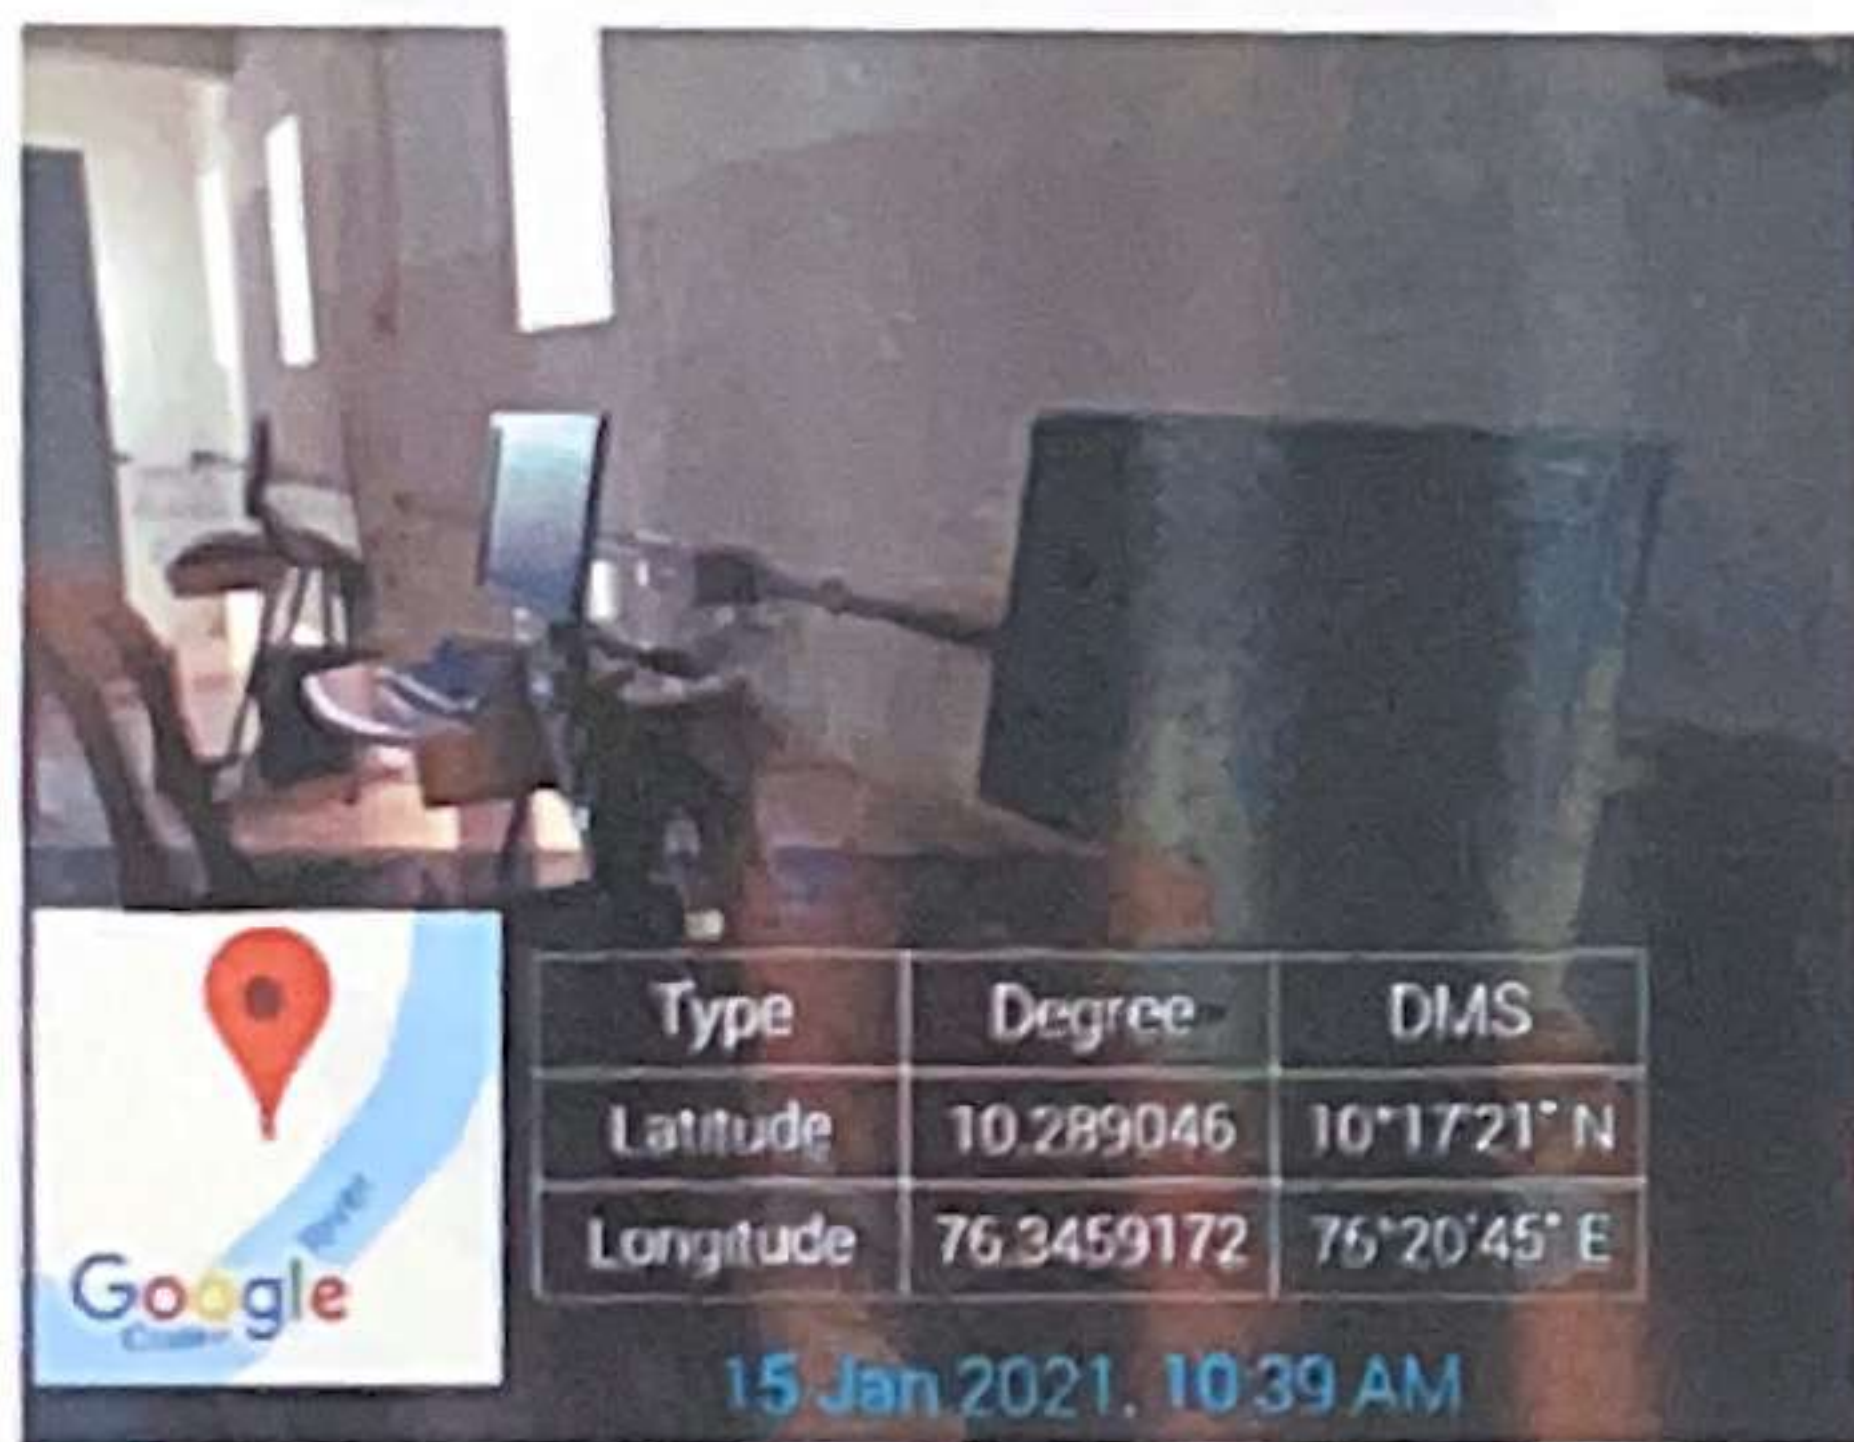 Type Degree DMS
Latitude 10.289046 10°17'21" N
Longitude 76.3459172 76°20'45" E
River
Google
15 Jan 2021, 10:39 AM